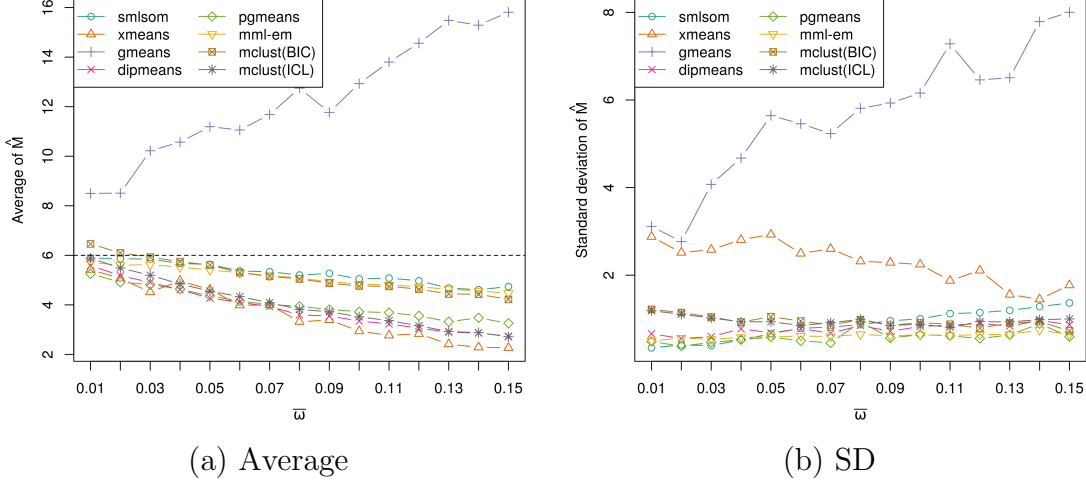 smlsom
xmeans
gmeans
dipmeans
pgmeans
mml-em
mclust(BIC)
mclust(ICL)
Average of M̂
2
4
6
8
10
12
14
16
0.01
0.03
0.05
0.07
0.09
0.11
0.13
0.15
ω̅
(a) Average
smlsom
xmeans
gmeans
dipmeans
pgmeans
mml-em
mclust(BIC)
mclust(ICL)
Standard deviation of M̂
2
4
6
8
0.01
0.03
0.05
0.07
0.09
0.11
0.13
0.15
ω̅
(b) SD